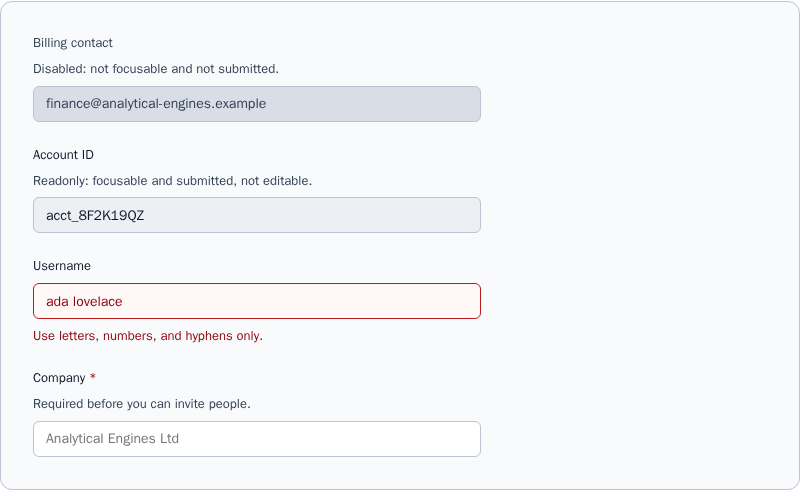 Billing contact
Disabled: not focusable and not submitted.
finance@analytical-engines.example
Account ID
Readonly: focusable and submitted, not editable.
acct_8F2K19QZ
Username
ada lovelace
Use letters, numbers, and hyphens only.
Company *
Required before you can invite people.
Analytical Engines Ltd